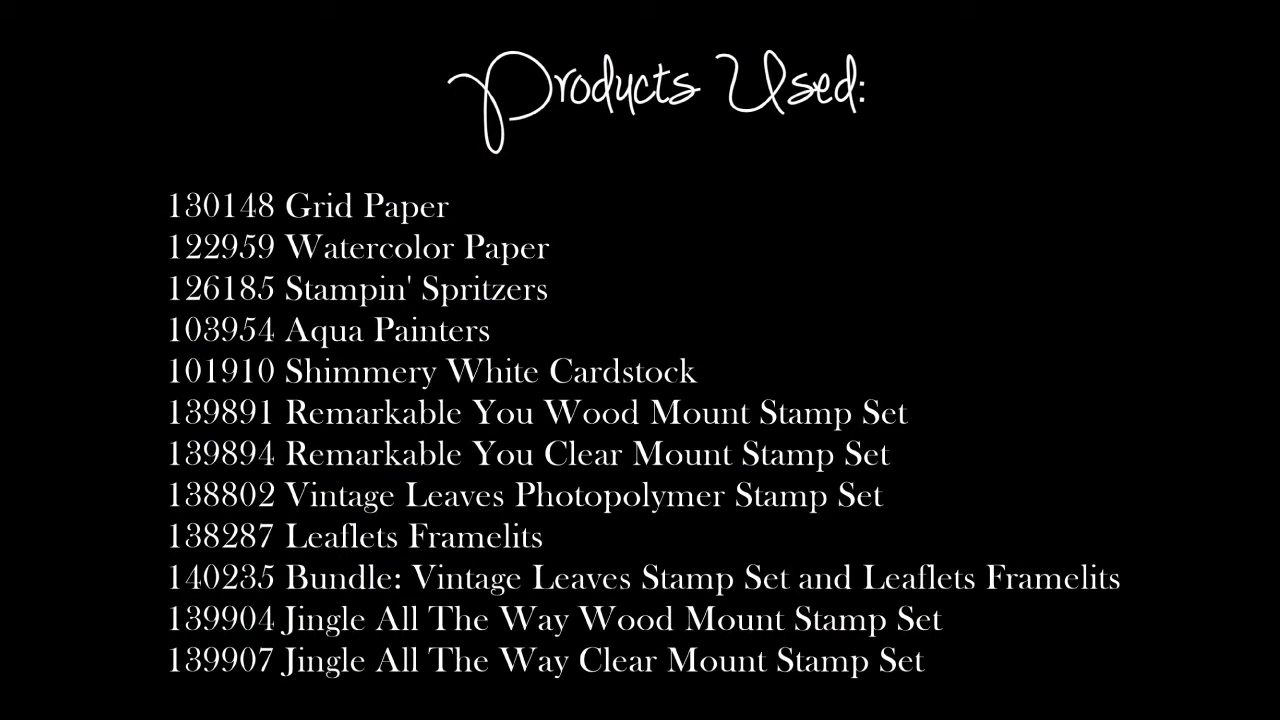 Products Used:
130148 Grid Paper
122959 Watercolor Paper
126185 Stampin' Spritzers
103954 Aqua Painters
101910 Shimmery White Cardstock
139891 Remarkable You Wood Mount Stamp Set
139894 Remarkable You Clear Mount Stamp Set
138802 Vintage Leaves Photopolymer Stamp Set
138287 Leaflets Framelits
140235 Bundle: Vintage Leaves Stamp Set and Leaflets Framelits
139904 Jingle All The Way Wood Mount Stamp Set
139907 Jingle All The Way Clear Mount Stamp Set